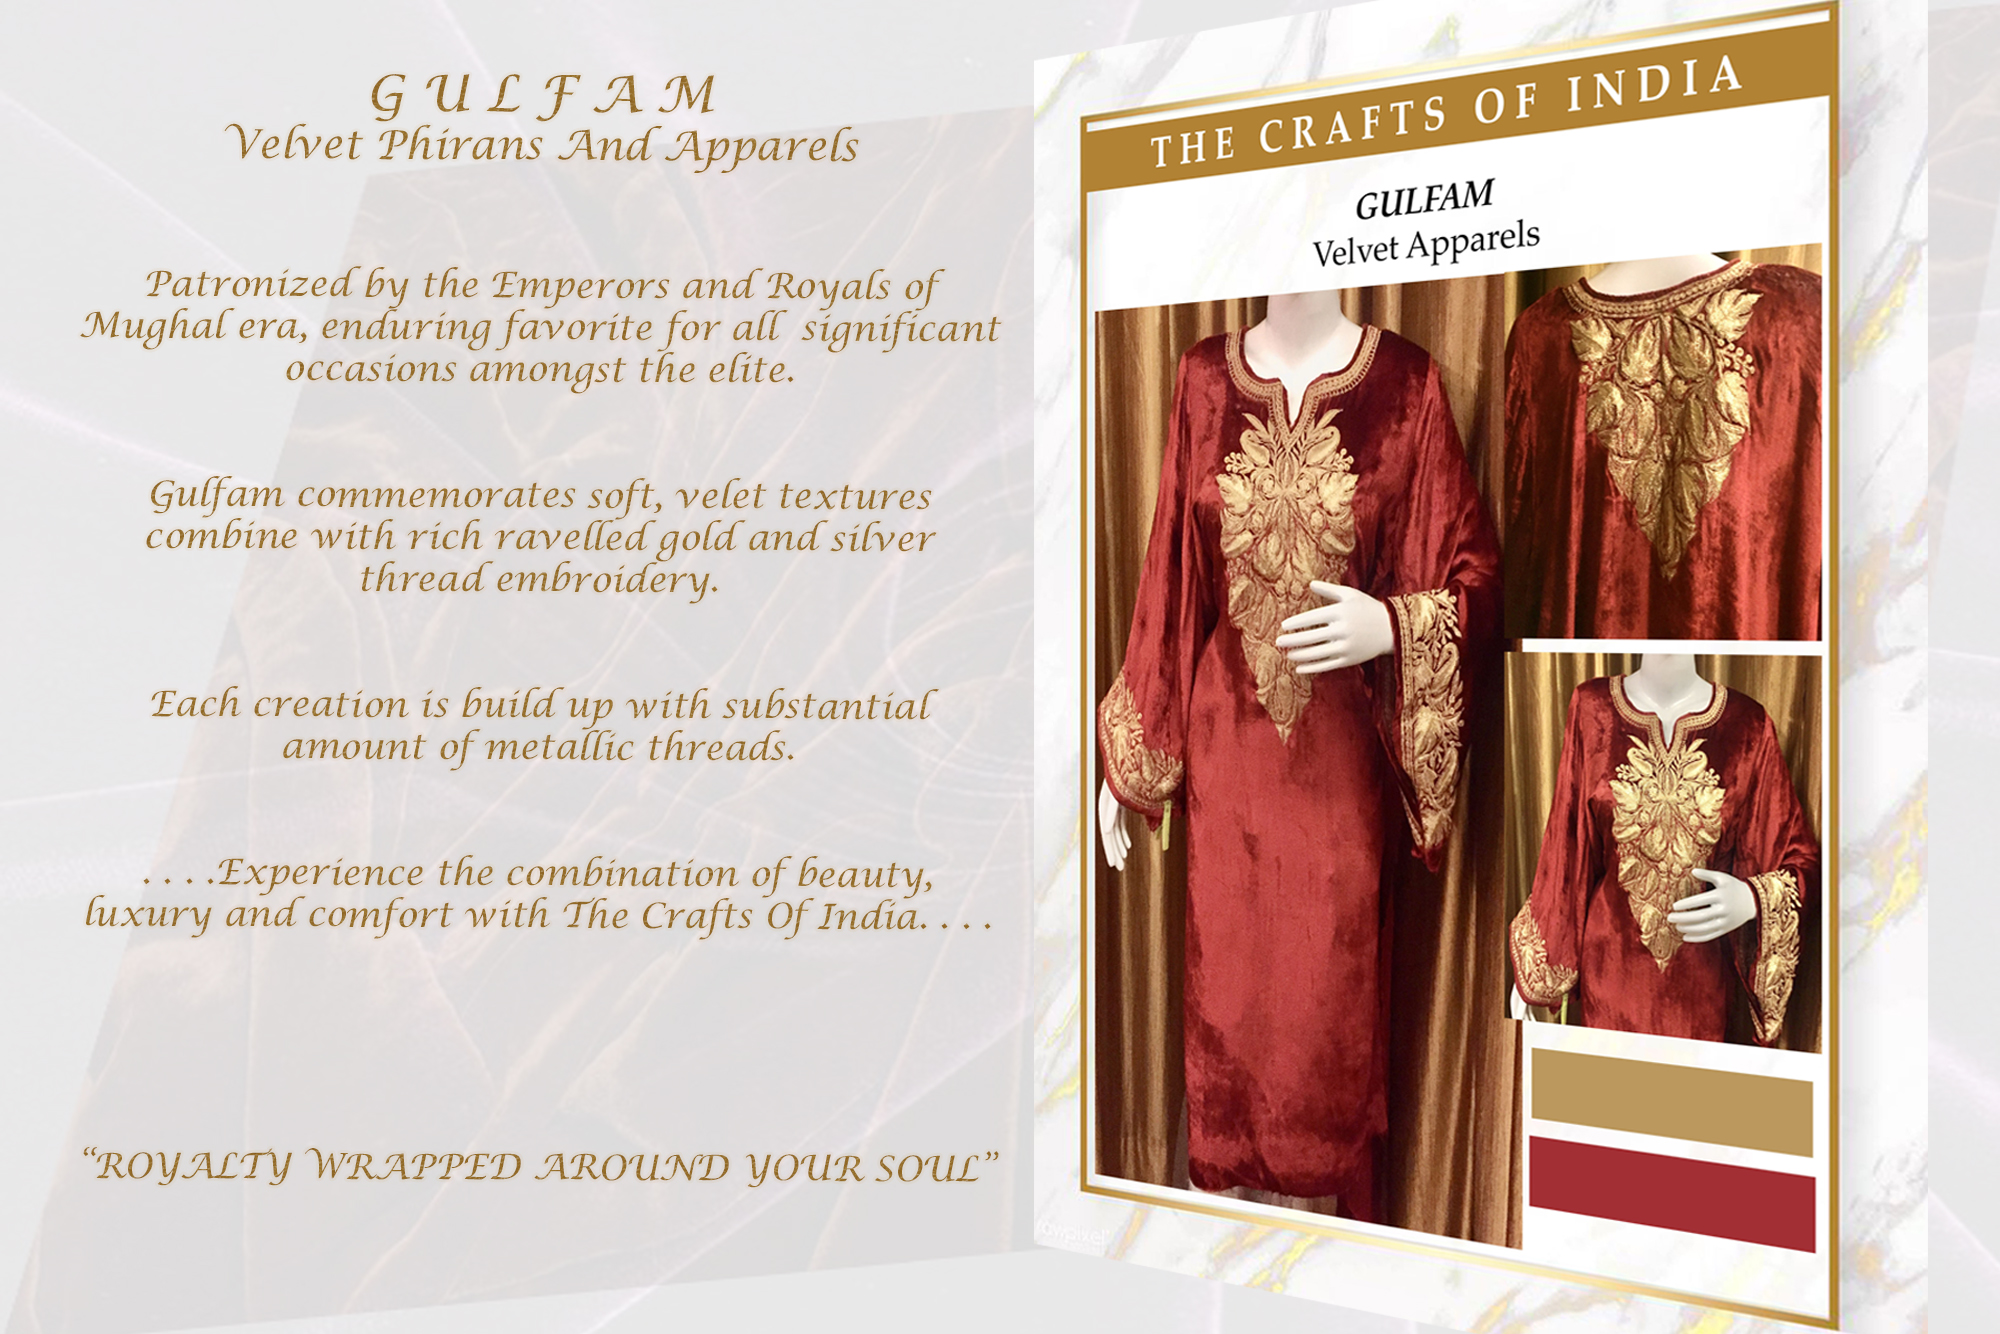 GULFAM
Velvet Phirans And Apparels
Patronized by the Emperors and Royals of
Mughal era, enduring favorite for all significant
occasions amongst the elite.
Gulfam commemorates soft, velet textures
combine with rich ravelled gold and silver
thread embroidery.
Each creation is build up with substantial
amount of metallic threads.
. . . .Experience the combination of beauty,
luxury and comfort with The Crafts Of India. . . .
“ROYALTY WRAPPED AROUND YOUR SOUL”
THE CRAFTS OF INDIA
GULFAM
Velvet Apparels
rawpixel